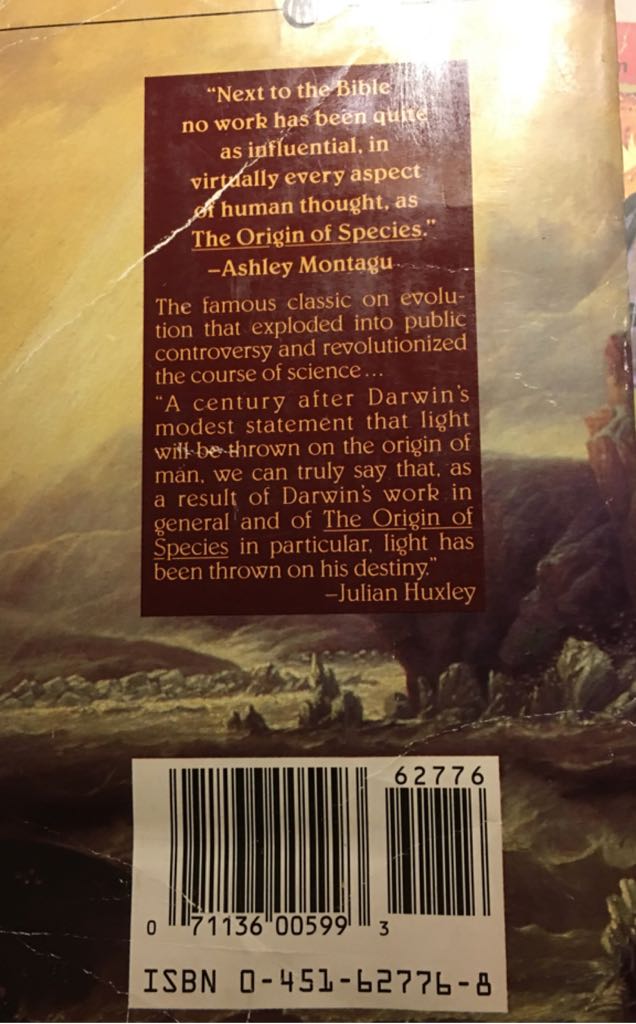 "Next to the Bible
no work has been quite
as influential, in
virtually every aspect
of human thought, as
The Origin of Species."
–Ashley Montagu
The famous classic on evolu-
tion that exploded into public
controversy and revolutionized
the course of science...
"A century after Darwin's
modest statement that light
will be thrown on the origin of
man, we can truly say that, as
a result of Darwin's work in
general and of The Origin of
Species in particular, light has
been thrown on his destiny."
–Julian Huxley
62776
0 71136 00599 3
ISBN 0-451-62776-8